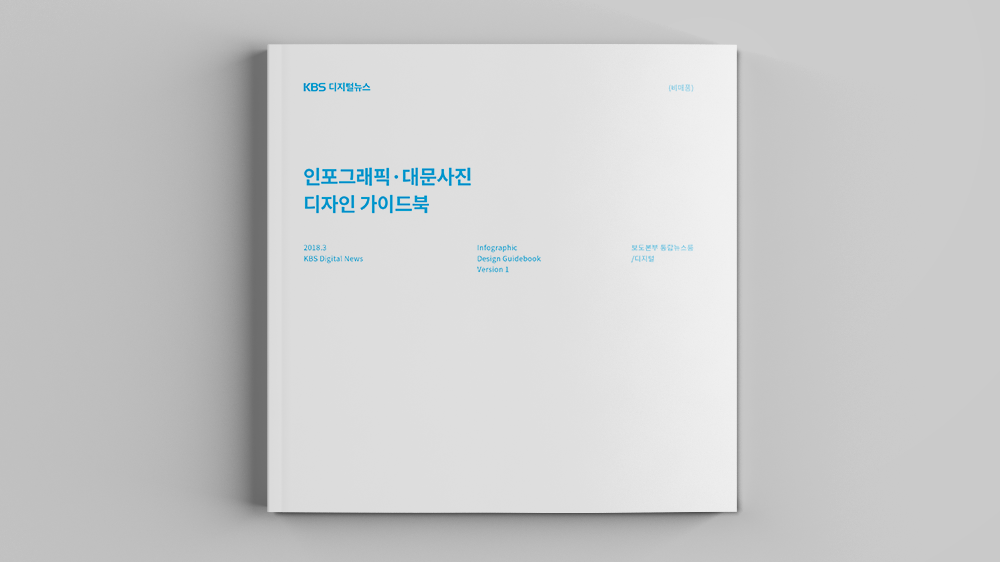 KBS 디지털뉴스
(비매품)
인포그래픽·대문사진
디자인 가이드북
2018.3
KBS Digital News
Infographic
Design Guidebook
Version 1
보도본부 통합뉴스룸
/디지털